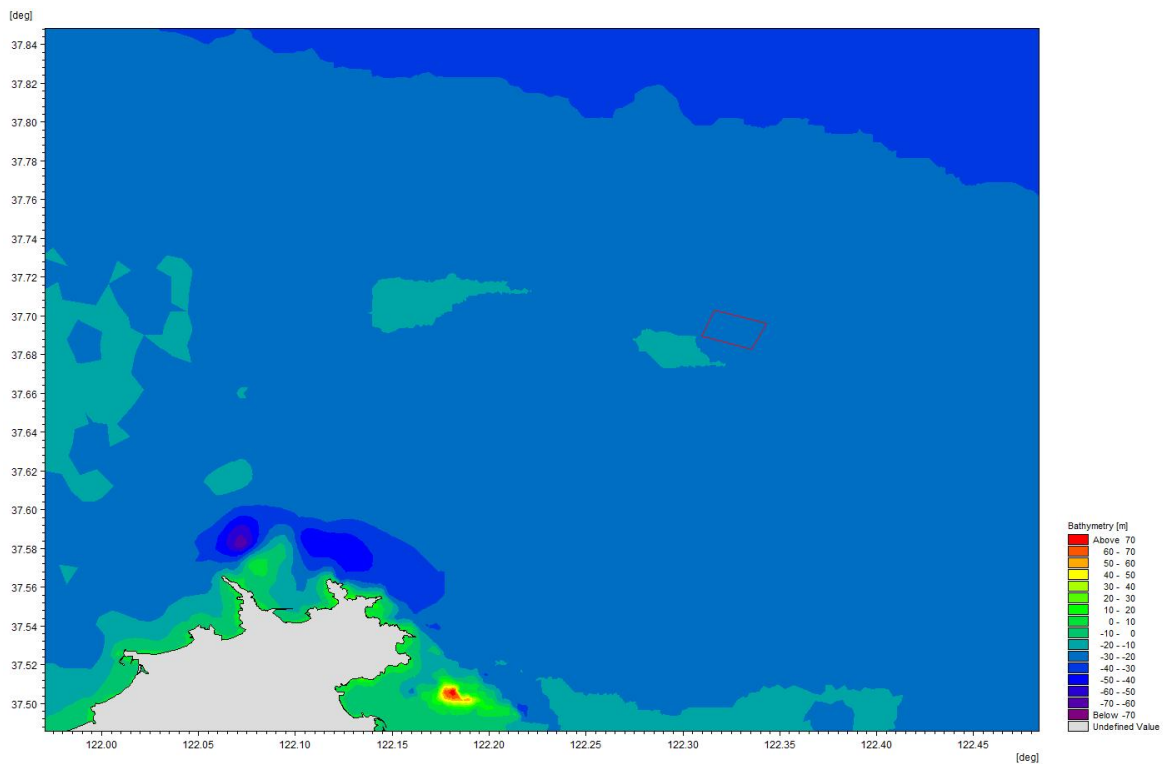 [deg]
37.84
37.82
37.80
37.78
37.76
37.74
37.72
37.70
37.68
37.66
37.64
37.62
37.60
37.58
37.56
37.54
37.52
37.50
122.00 122.05 122.10 122.15 122.20 122.25 122.30 122.35 122.40 122.45
[deg]
Bathymetry [m]
Above 70
60 - 70
50 - 60
40 - 50
30 - 40
20 - 30
10 - 20
0 - 10
-10 - 0
-20 - -10
-30 - -20
-40 - -30
-50 - -40
-60 - -50
-70 - -60
Below -70
Undefined Value